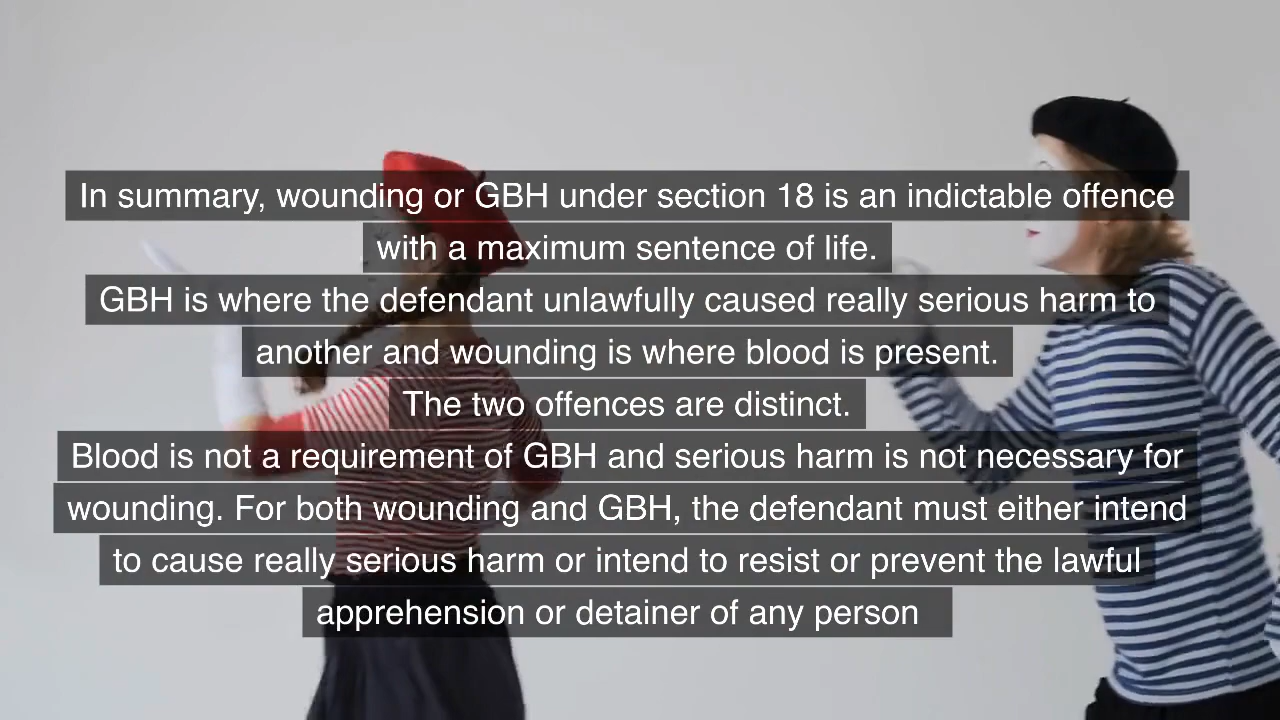 In summary, wounding or GBH under section 18 is an indictable offence
with a maximum sentence of life.
GBH is where the defendant unlawfully caused really serious harm to
another and wounding is where blood is present.
The two offences are distinct.
Blood is not a requirement of GBH and serious harm is not necessary for
wounding. For both wounding and GBH, the defendant must either intend
to cause really serious harm or intend to resist or prevent the lawful
apprehension or detainer of any person